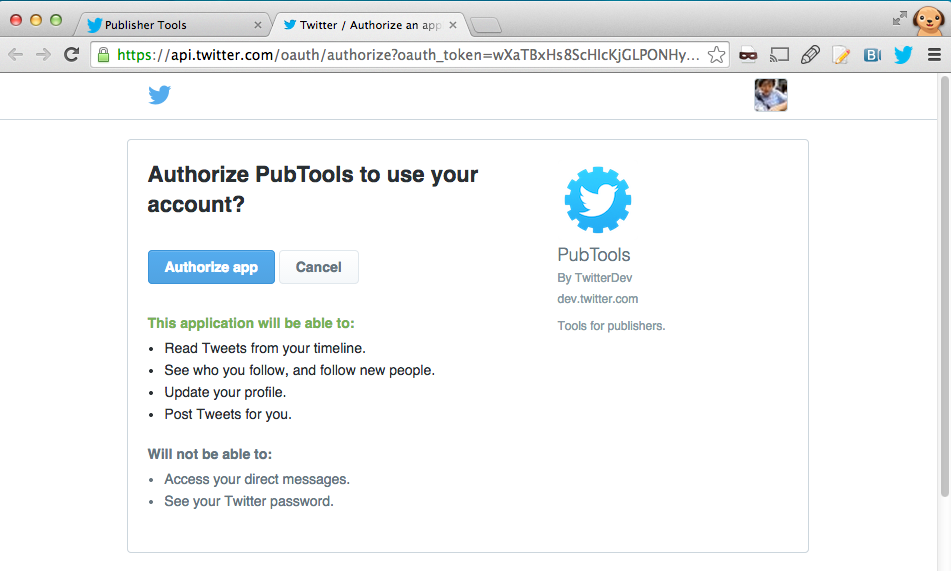 Publisher Tools
Twitter / Authorize an app
https://api.twitter.com/oauth/authorize?oauth_token=wXaTBxHs8ScHIcKjGLPONHy...
B!
Authorize PubTools to use your
account?
Authorize app
Cancel
PubTools
By TwitterDev
dev.twitter.com
Tools for publishers.
This application will be able to:
• Read Tweets from your timeline.
• See who you follow, and follow new people.
• Update your profile.
• Post Tweets for you.
Will not be able to:
• Access your direct messages.
• See your Twitter password.